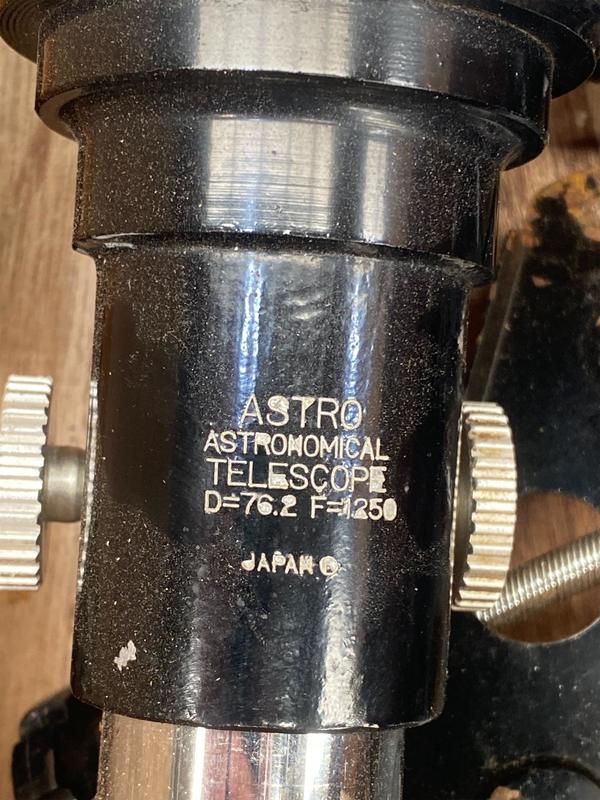 ASTRO
ASTRONOMICAL
TELESCOPE
D=76.2 F=1250
JAPAN